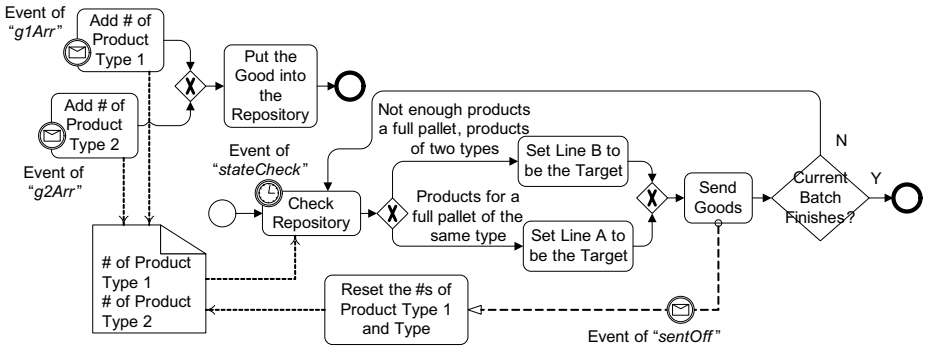 Event of
“g1Arr”
Add # of
Product
Type 1
Add # of
Product
Type 2
Event of
“g2Arr”
X
Put the
Good into
the
Repository
Event of
“stateCheck”
Check
Repository
X
Not enough products
a full pallet, products
of two types
Products for a
full pallet of the
same type
Set Line B to
be the Target
Set Line A to
be the Target
X
Send
Goods
N
Y
Current
Batch
Finishes?
# of Product
Type 1
# of Product
Type 2
Reset the #s of
Product Type 1
and Type
Event of “sentOff”